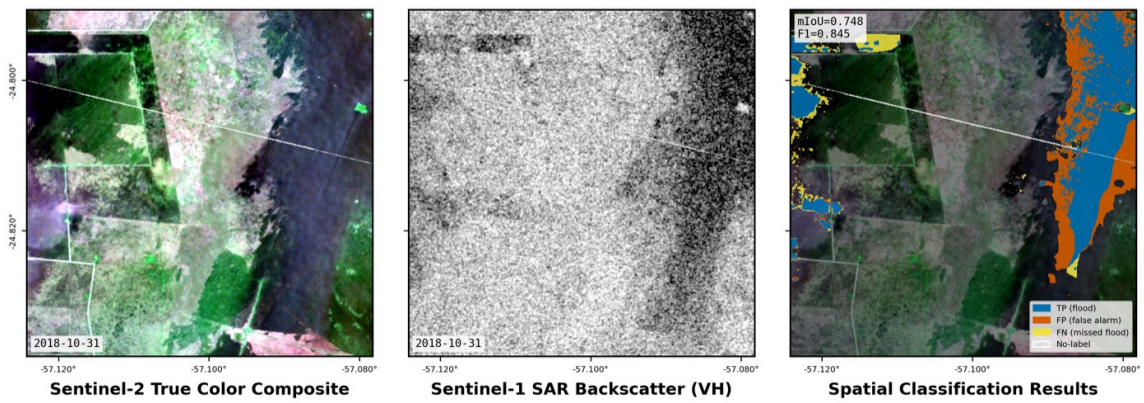 mIoU=0.748
F1=0.845
-24.800°
-24.820°
2018-10-31
2018-10-31
TP (flood)
FP (false alarm)
FN (missed flood)
No-label
-57.120° -57.100° -57.080°
-57.120° -57.100° -57.080°
-57.120° -57.100° -57.080°
Sentinel-2 True Color Composite
Sentinel-1 SAR Backscatter (VH)
Spatial Classification Results